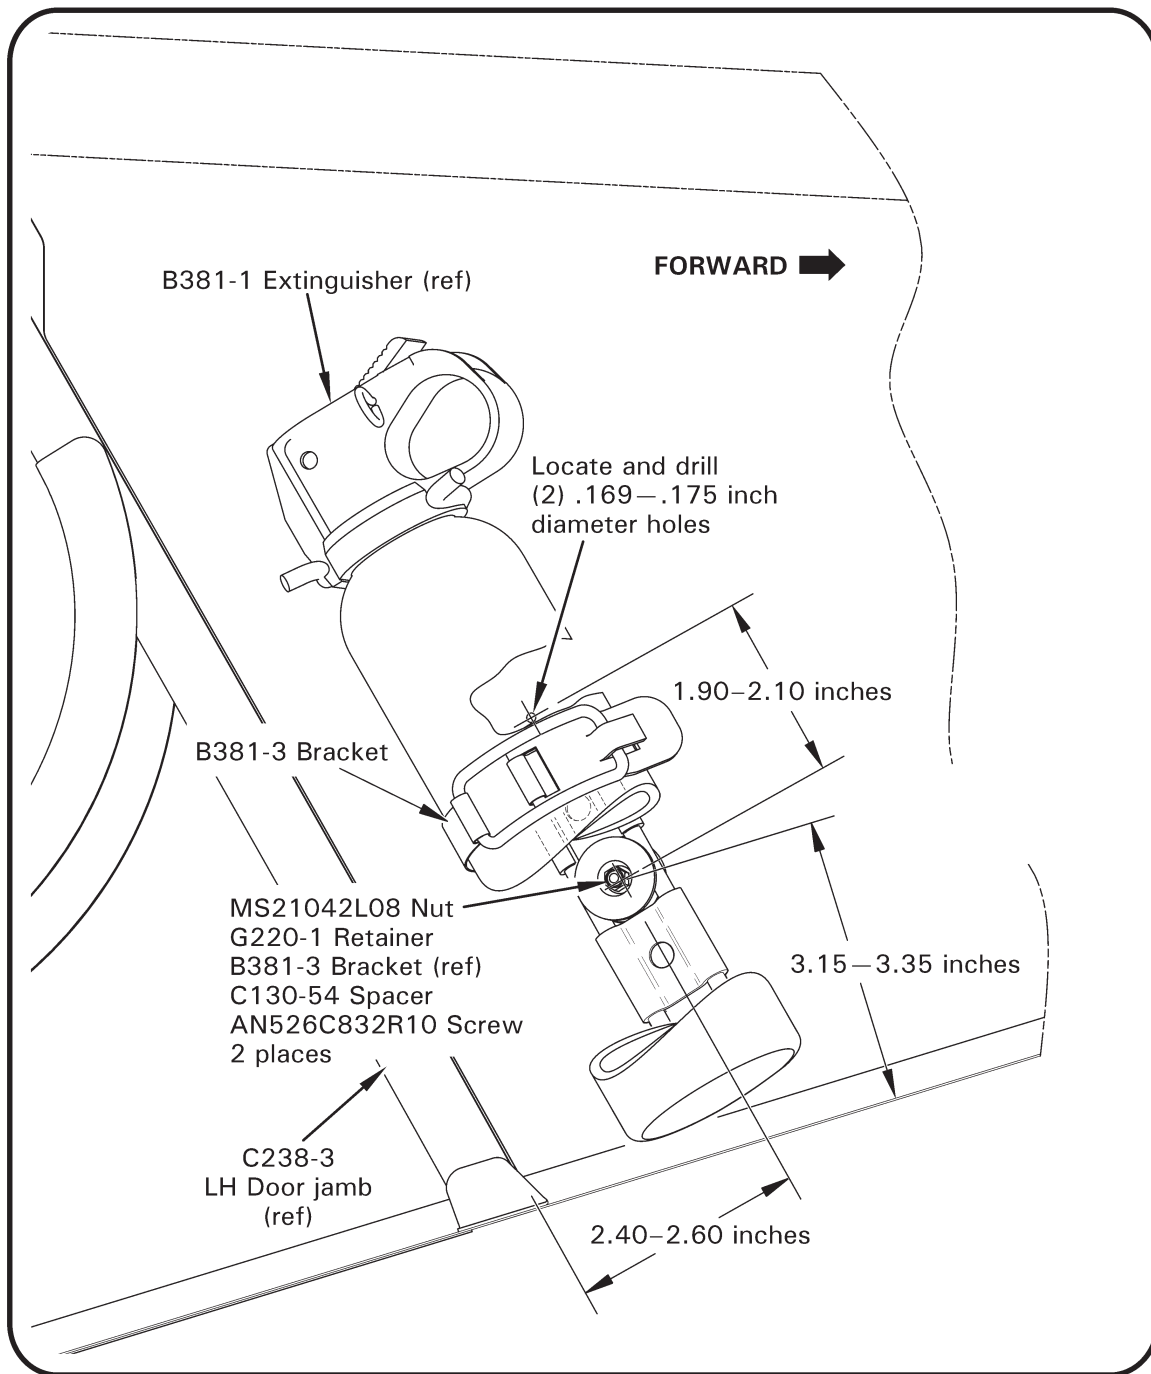 FORWARD
B381-1 Extinguisher (ref)
Locate and drill
(2) .169—.175 inch
diameter holes
1.90–2.10 inches
B381-3 Bracket
MS21042L08 Nut
G220-1 Retainer
B381-3 Bracket (ref)
C130-54 Spacer
AN526C832R10 Screw
2 places
3.15—3.35 inches
C238-3
LH Door jamb
(ref)
2.40–2.60 inches